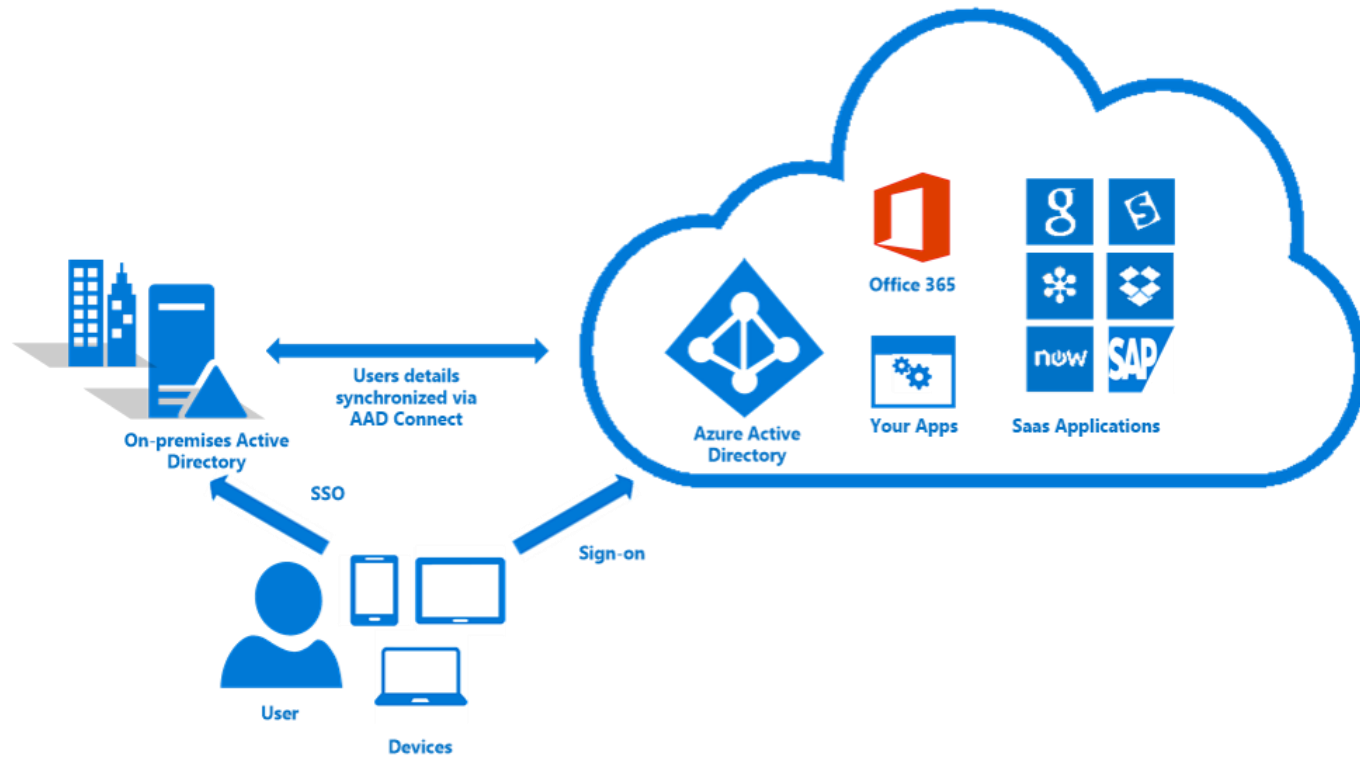 g
S
Office 365
now
SAP
Users details
synchronized via
AAD Connect
On-premises Active
Directory
Azure Active
Directory
Your Apps
Saas Applications
SSO
Sign-on
User
Devices